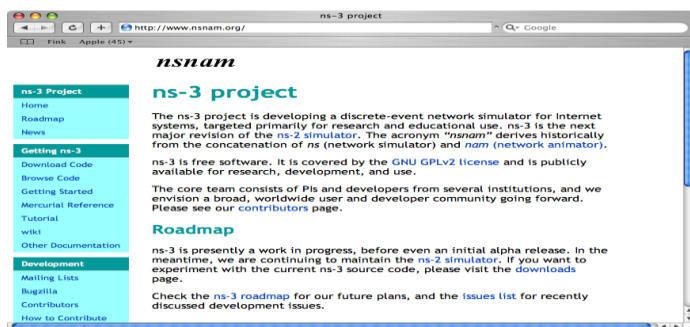 ns-3 project
http://www.nsnam.org/
Google
Fink Apple (45)
nsnam
ns-3 Project
Home
Roadmap
News
Getting ns-3
Download Code
Browse Code
Getting Started
Mercurial Reference
Tutorial
wiki
Other Documentation
Development
Mailing Lists
Bugzilla
Contributors
How to Contribute
ns-3 project
The ns-3 project is developing a discrete-event network simulator for Internet
systems, targeted primarily for research and educational use. ns-3 is the next
major revision of the ns-2 simulator. The acronym “nsnam” derives historically
from the concatenation of ns (network simulator) and nam (network animator).
ns-3 is free software. It is covered by the GNU GPLv2 license and is publicly
available for research, development, and use.
The core team consists of PIs and developers from several institutions, and we
envision a broad, worldwide user and developer community going forward.
Please see our contributors page.
Roadmap
ns-3 is presently a work in progress, before even an initial alpha release. In the
meantime, we are continuing to maintain the ns-2 simulator. If you want to
experiment with the current ns-3 source code, please visit the downloads
page.
Check the ns-3 roadmap for our future plans, and the issues list for recently
discussed development issues.